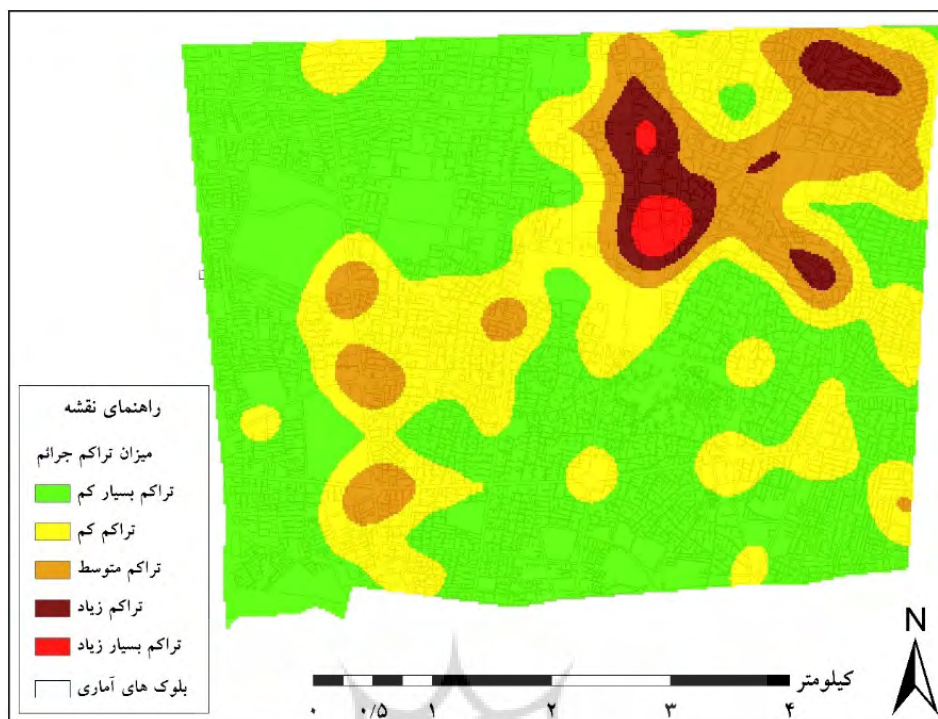 راهنمای نقشه
میزان تراکم جرائم
تراکم بسیار کم
تراکم کم
تراکم متوسط
تراکم زیاد
تراکم بسیار زیاد
بلوک های آماری
N
کیلومتر
۰ ۰/۵ ۱ ۲ ۳ ۴